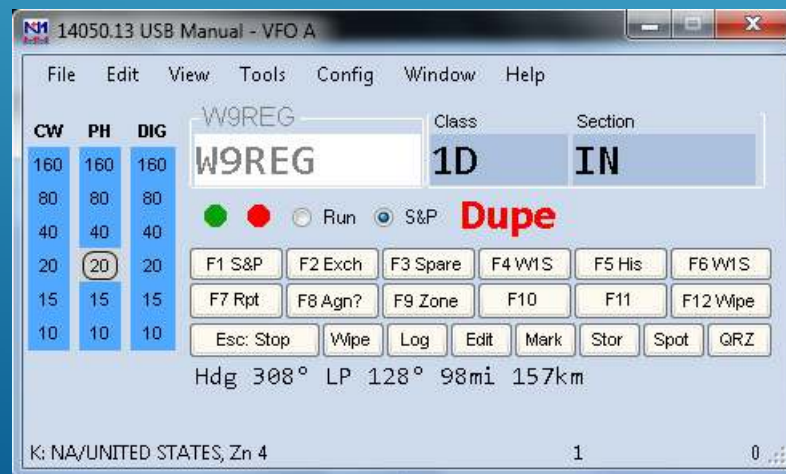 14050.13 USB Manual - VFO A
File Edit View Tools Config Window Help
CW PH DIG
160 160 160
80 80 80
40 40 40
20 20 20
15 15 15
10 10 10
W9REG Class Section
W9REG 1D IN
Run S&P Dupe
F1 S&P F2 Exch F3 Spare F4 W1S F5 His F6 W1S
F7 Rpt F8 Agn? F9 Zone F10 F11 F12 Wipe
Esc: Stop Wipe Log Edit Mark Stor Spot QRZ
Hdg 308° LP 128° 98mi 157km
K: NA/UNITED STATES, Zn 4 1 0